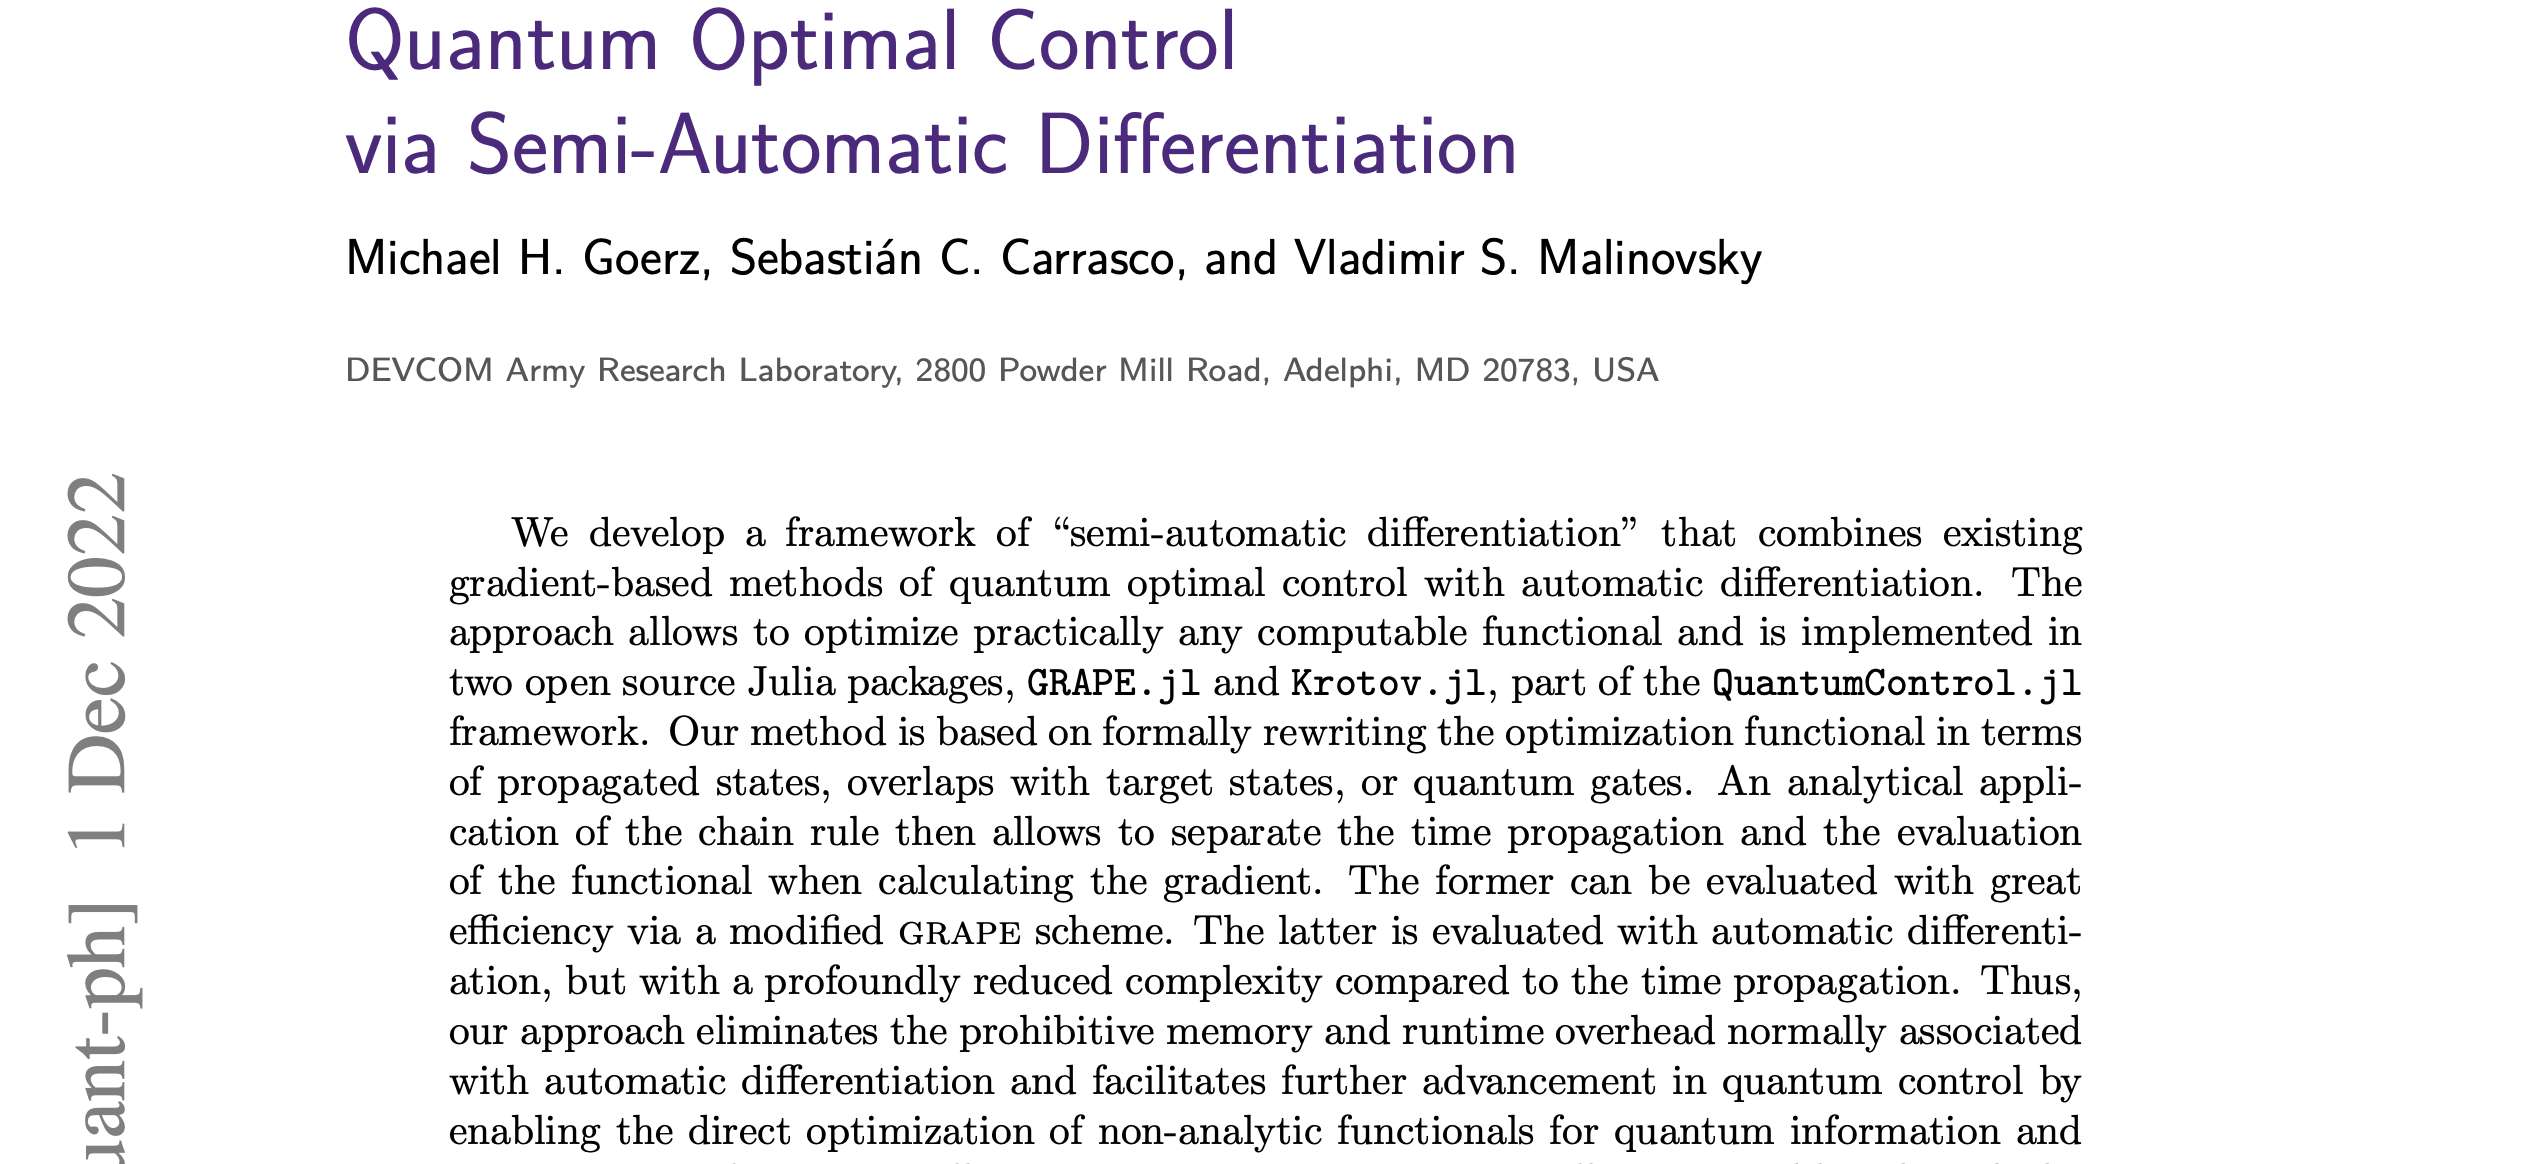 Quantum Optimal Control
via Semi-Automatic Differentiation
Michael H. Goerz, Sebastián C. Carrasco, and Vladimir S. Malinovsky
DEVCOM Army Research Laboratory, 2800 Powder Mill Road, Adelphi, MD 20783, USA
We develop a framework of “semi-automatic differentiation” that combines existing
gradient-based methods of quantum optimal control with automatic differentiation. The
approach allows to optimize practically any computable functional and is implemented in
two open source Julia packages, GRAPE.jl and Krotov.jl, part of the QuantumControl.jl
framework. Our method is based on formally rewriting the optimization functional in terms
of propagated states, overlaps with target states, or quantum gates. An analytical appli-
cation of the chain rule then allows to separate the time propagation and the evaluation
of the functional when calculating the gradient. The former can be evaluated with great
efficiency via a modified GRAPE scheme. The latter is evaluated with automatic differenti-
ation, but with a profoundly reduced complexity compared to the time propagation. Thus,
our approach eliminates the prohibitive memory and runtime overhead normally associated
with automatic differentiation and facilitates further advancement in quantum control by
enabling the direct optimization of non-analytic functionals for quantum information and
uant-ph] 1 Dec 2022